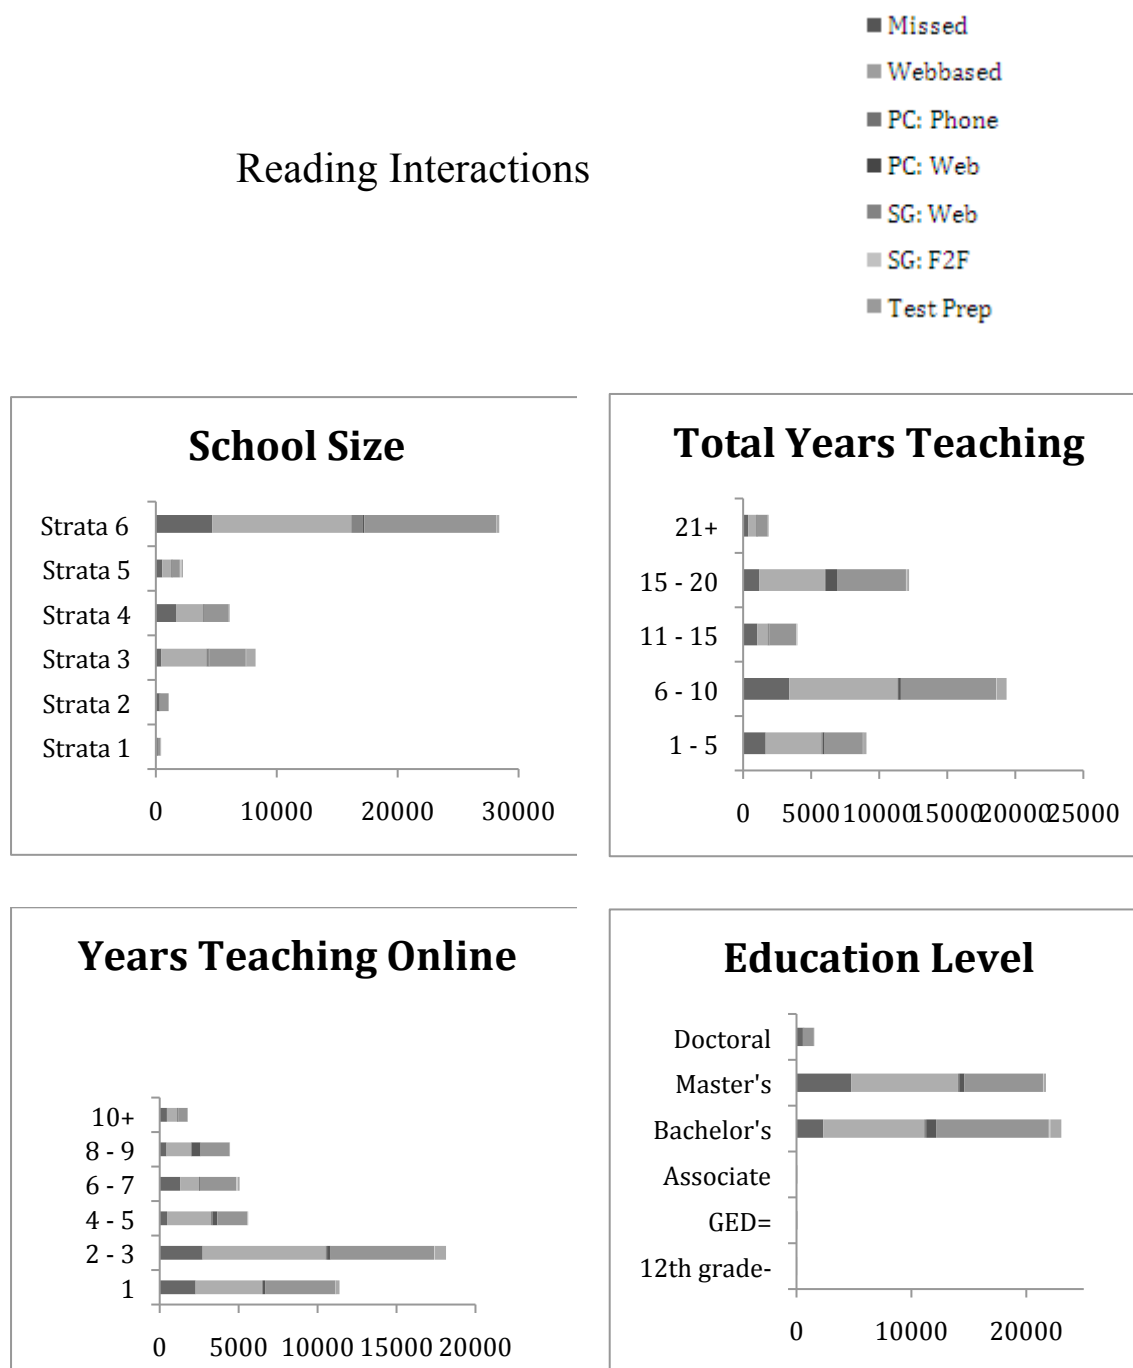 Missed
Webbased
PC: Phone
PC: Web
SG: Web
SG: F2F
Test Prep
Reading Interactions
School Size
Strata 6
Strata 5
Strata 4
Strata 3
Strata 2
Strata 1
0 10000 20000 30000
Total Years Teaching
21+
15 - 20
11 - 15
6 - 10
1 - 5
0 5000 10000 15000 20000 25000
Years Teaching Online
10+
8 - 9
6 - 7
4 - 5
2 - 3
1
0 5000 10000 15000 20000
Education Level
Doctoral
Master's
Bachelor's
Associate
GED=
12th grade-
0 10000 20000